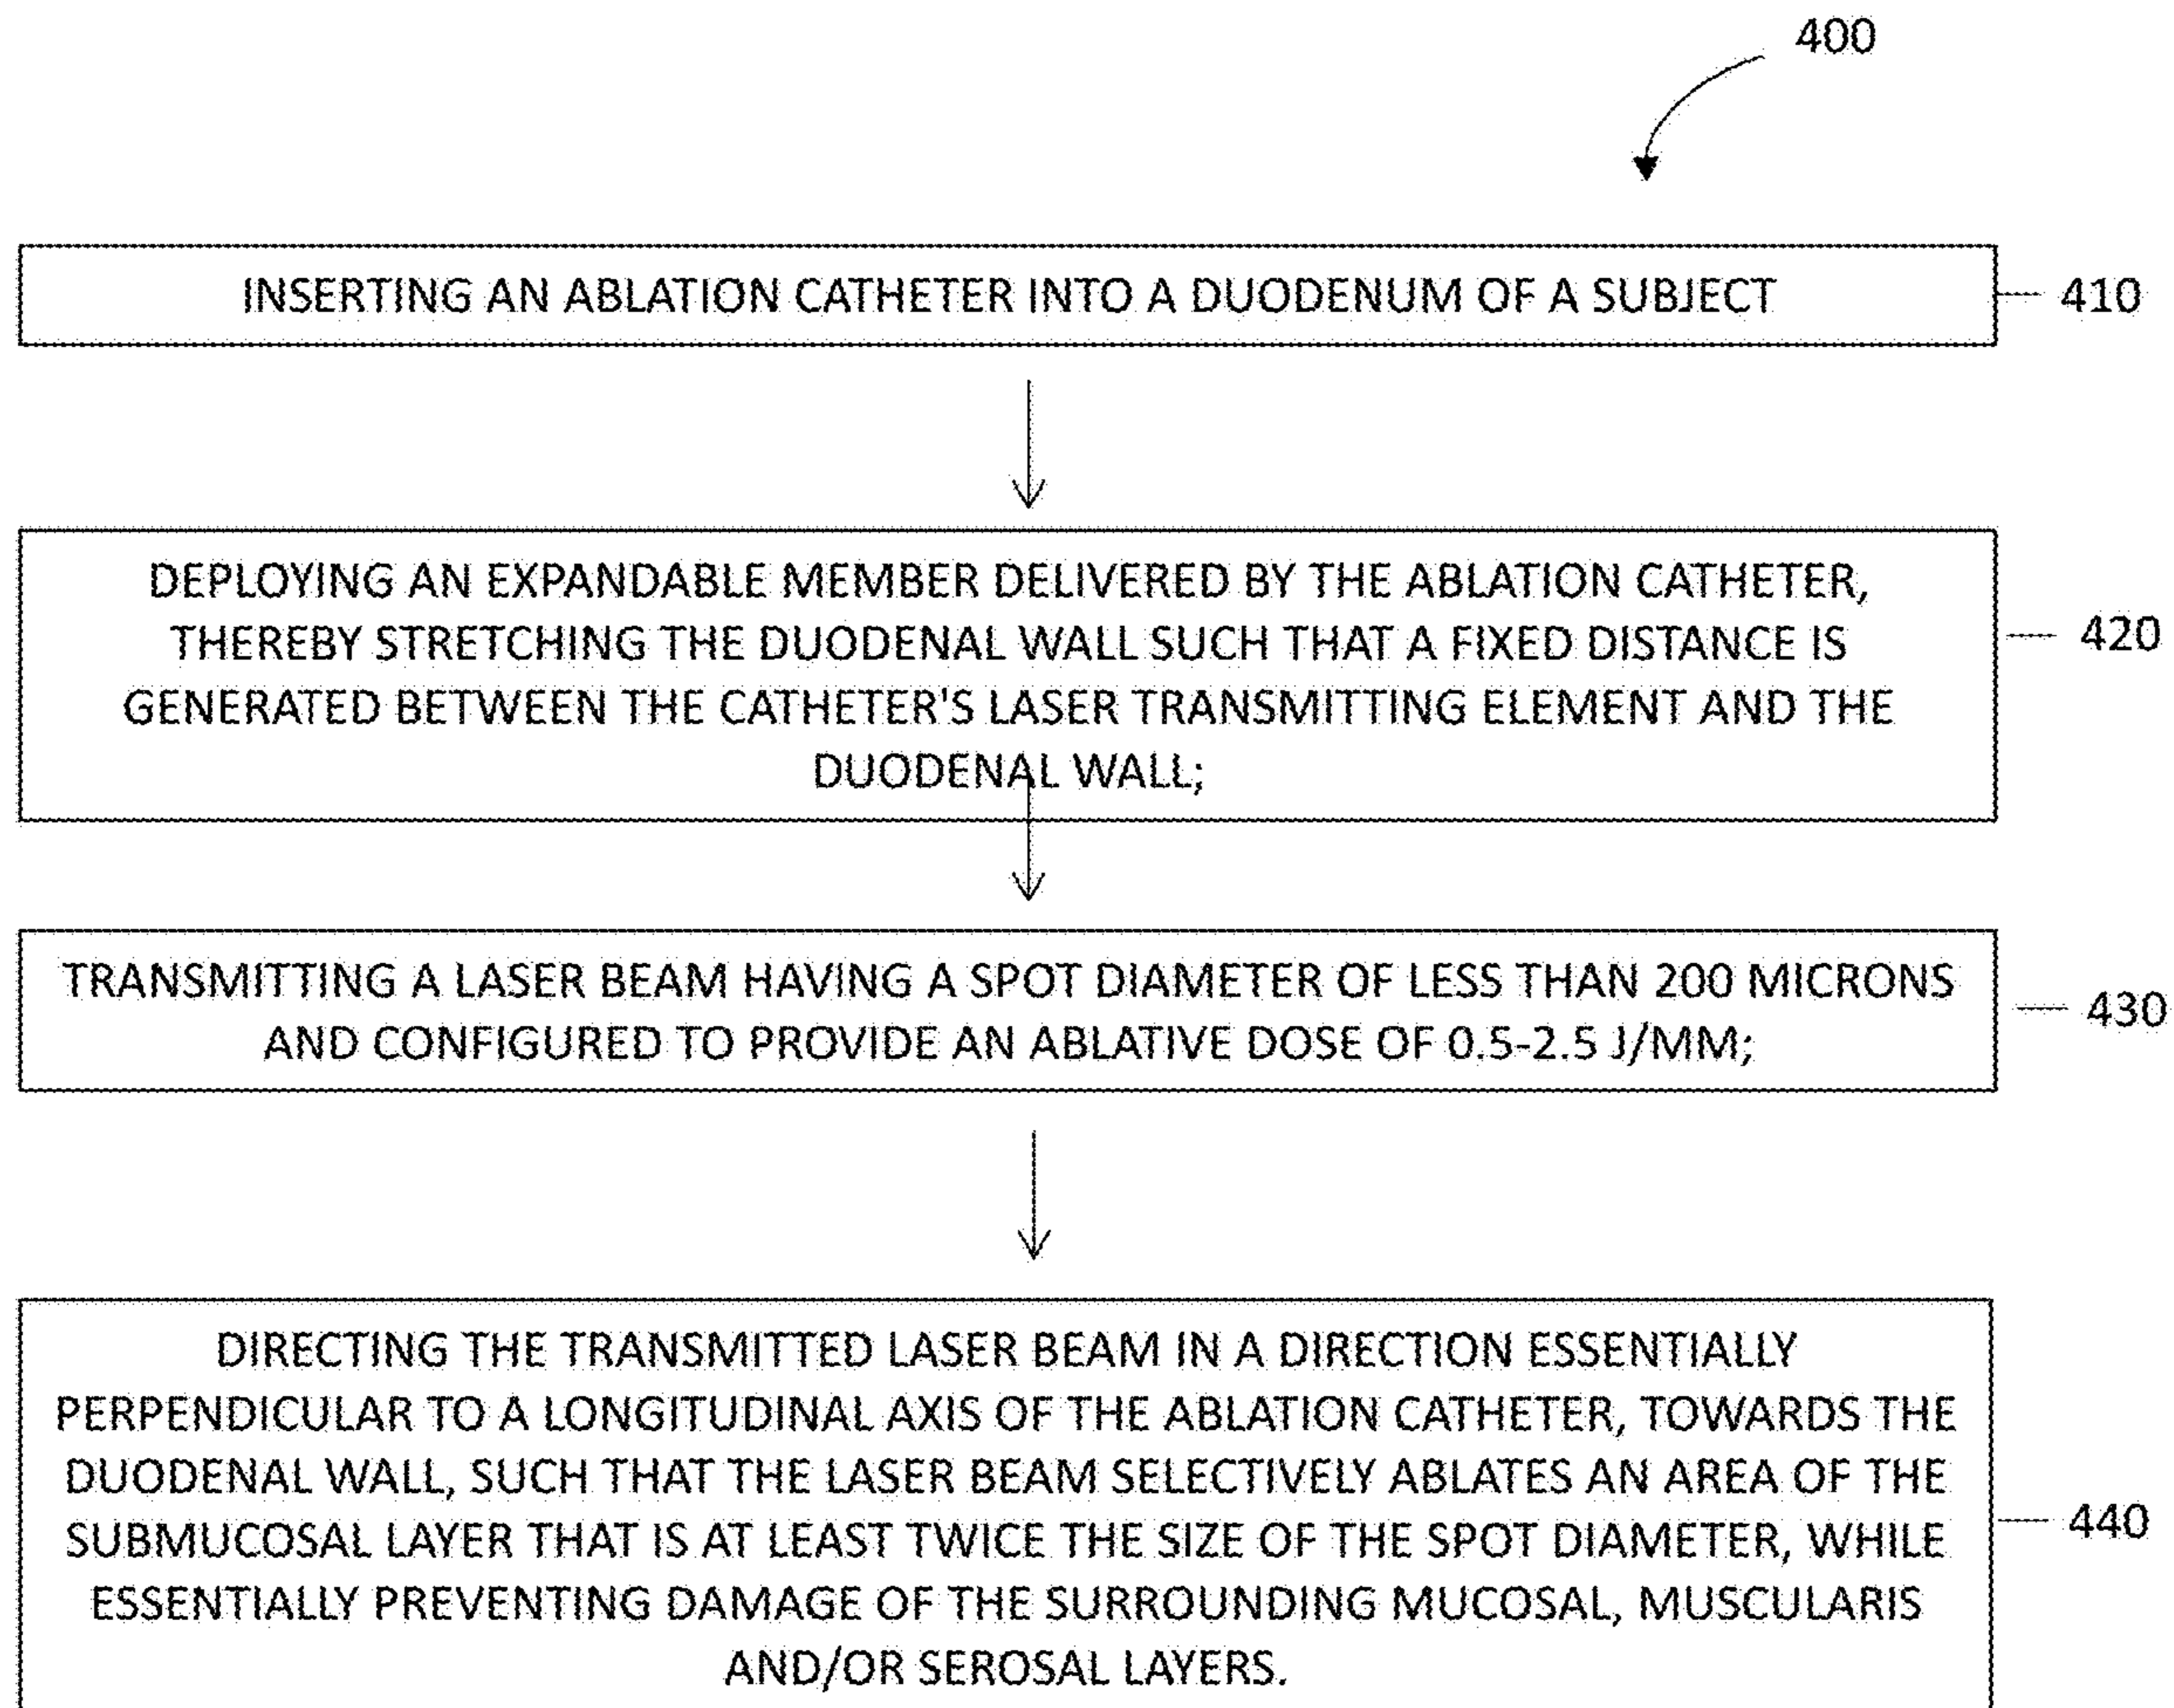 400
INSERTING AN ABLATION CATHETER INTO A DUODENUM OF A SUBJECT
410
DEPLOYING AN EXPANDABLE MEMBER DELIVERED BY THE ABLATION CATHETER,
THEREBY STRETCHING THE DUODENAL WALL SUCH THAT A FIXED DISTANCE IS
GENERATED BETWEEN THE CATHETER'S LASER TRANSMITTING ELEMENT AND THE
DUODENAL WALL;
420
TRANSMITTING A LASER BEAM HAVING A SPOT DIAMETER OF LESS THAN 200 MICRONS
AND CONFIGURED TO PROVIDE AN ABLATIVE DOSE OF 0.5-2.5 J/MM;
430
DIRECTING THE TRANSMITTED LASER BEAM IN A DIRECTION ESSENTIALLY
PERPENDICULAR TO A LONGITUDINAL AXIS OF THE ABLATION CATHETER, TOWARDS THE
DUODENAL WALL, SUCH THAT THE LASER BEAM SELECTIVELY ABLATES AN AREA OF THE
SUBMUCOSAL LAYER THAT IS AT LEAST TWICE THE SIZE OF THE SPOT DIAMETER, WHILE
ESSENTIALLY PREVENTING DAMAGE OF THE SURROUNDING MUCOSAL, MUSCULARIS
AND/OR SEROSAL LAYERS.
440